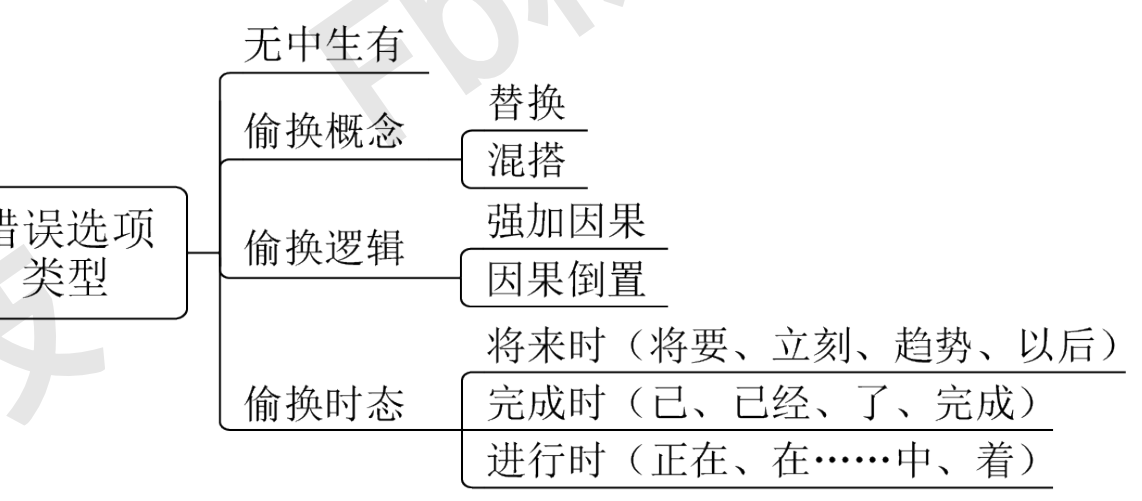 无中生有
偷换概念
替换
混搭
错误选项
类型
偷换逻辑
强加因果
因果倒置
偷换时态
将来时（将要、立刻、趋势、以后）
完成时（已、已经、了、完成）
进行时（正在、在……中、着）